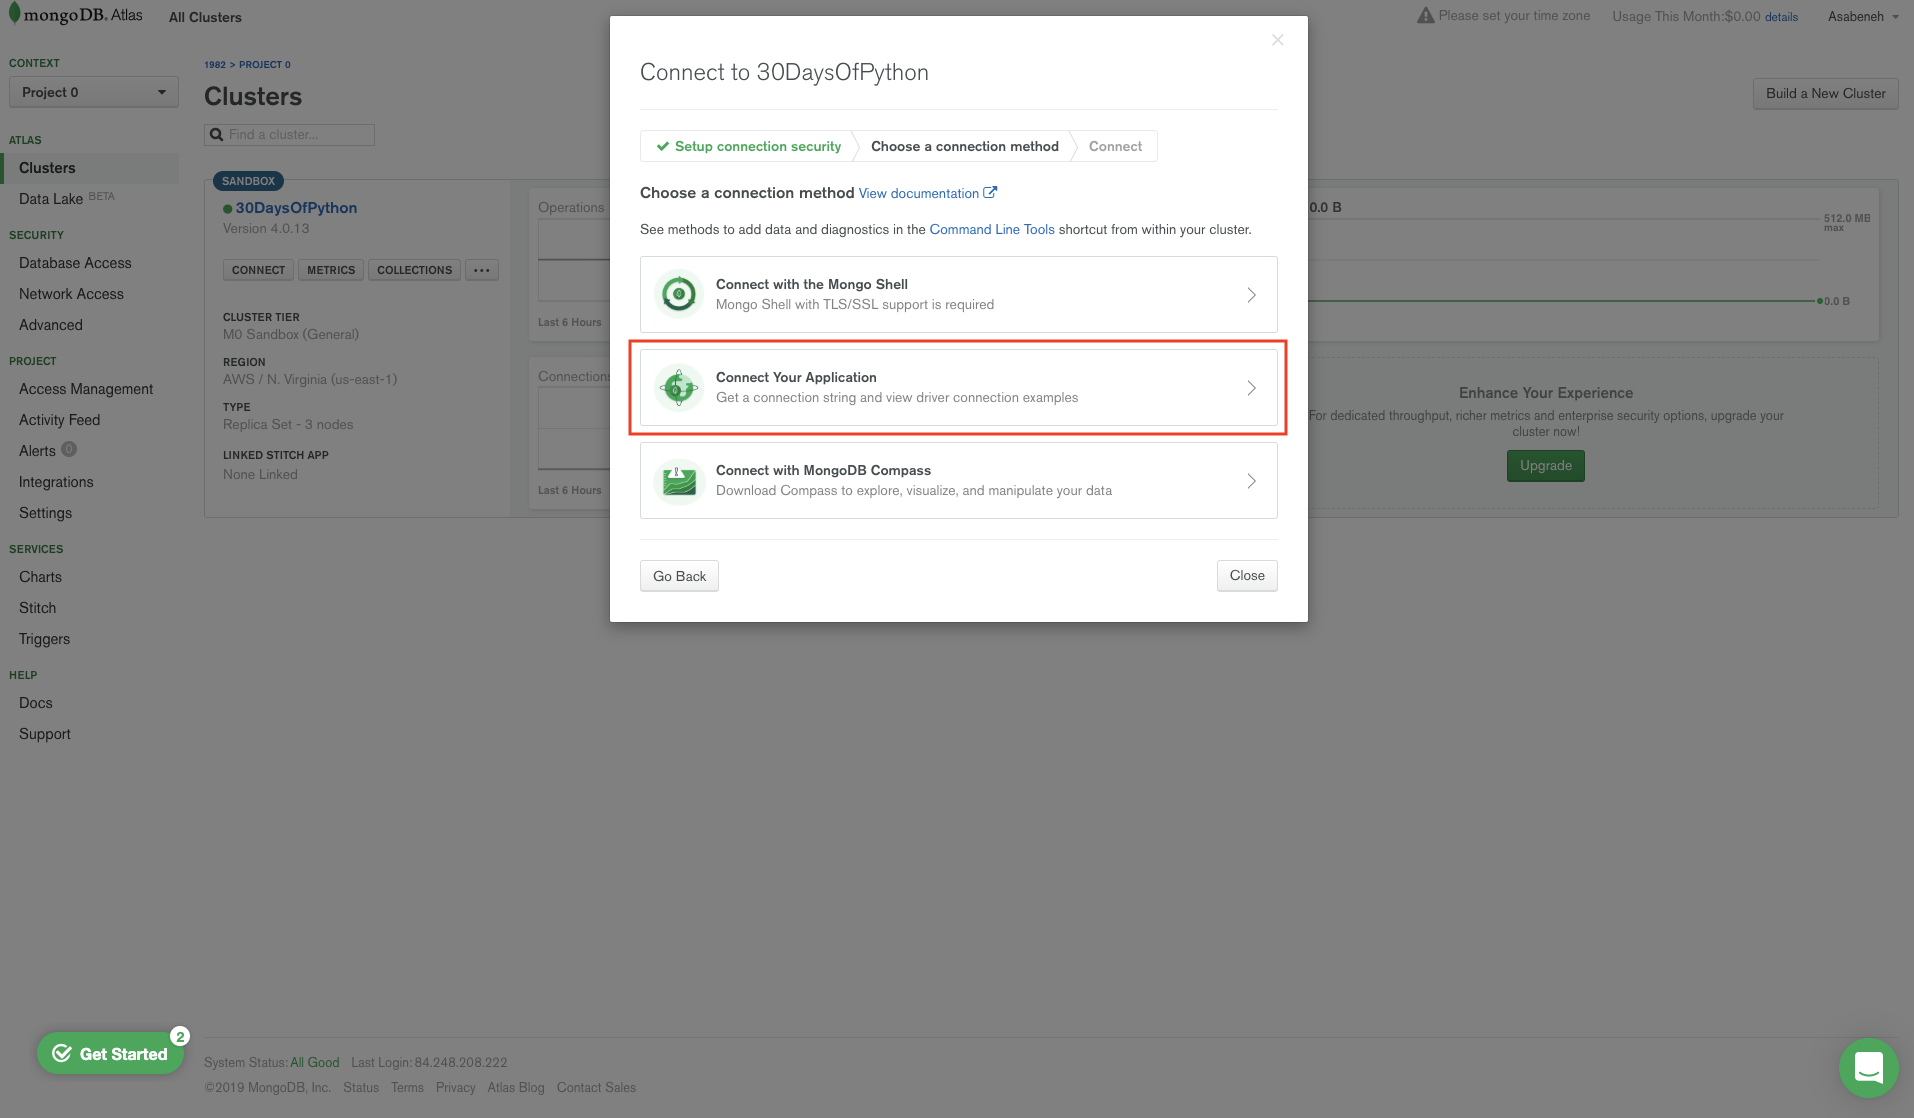 mongoDB. Atlas
All Clusters
Please set your time zone
Usage This Month:$0.00 details
Asabeneh
CONTEXT
Project 0
ATLAS
Clusters
Data Lake BETA
SECURITY
Database Access
Network Access
Advanced
PROJECT
Access Management
Activity Feed
Alerts 0
Integrations
Settings
SERVICES
Charts
Stitch
Triggers
HELP
Docs
Support
1982 > PROJECT 0
Clusters
Build a New Cluster
Find a cluster...
SANDBOX
30DaysOfPython
Version 4.0.13
CONNECT
METRICS
COLLECTIONS
...
CLUSTER TIER
M0 Sandbox (General)
REGION
AWS / N. Virginia (us-east-1)
TYPE
Replica Set - 3 nodes
LINKED STITCH APP
None Linked
Operations
Last 6 Hours
Connections
Last 6 Hours
0.0 B
512.0 MB
max
0.0 B
Enhance Your Experience
For dedicated throughput, richer metrics and enterprise security options, upgrade your
cluster now!
Upgrade
Connect to 30DaysOfPython
Setup connection security
Choose a connection method
Connect
Choose a connection method View documentation
See methods to add data and diagnostics in the Command Line Tools shortcut from within your cluster.
Connect with the Mongo Shell
Mongo Shell with TLS/SSL support is required
Connect Your Application
Get a connection string and view driver connection examples
Connect with MongoDB Compass
Download Compass to explore, visualize, and manipulate your data
Go Back
Close
Get Started
2
System Status: All Good Last Login: 84.248.208.222
©2019 MongoDB, Inc. Status Terms Privacy Atlas Blog Contact Sales